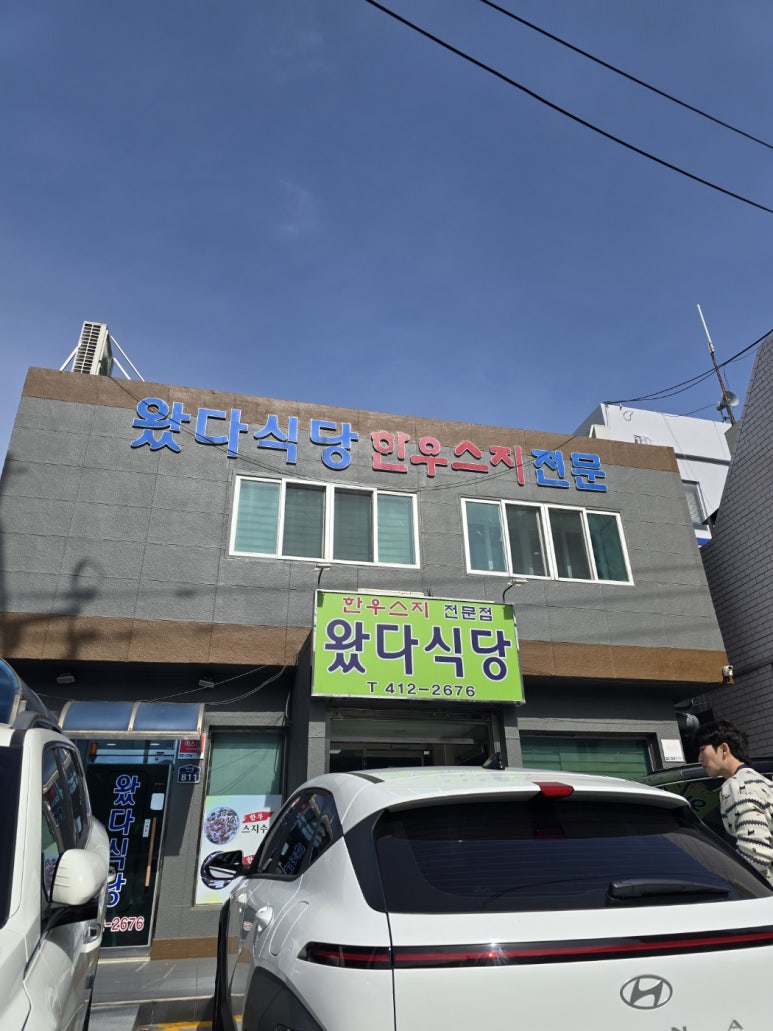 왔다식당 한우스지 전문
한우스지 전문점
왔다식당
T 412-2676
811
왔다식당
-2676
한우
스지수
N A